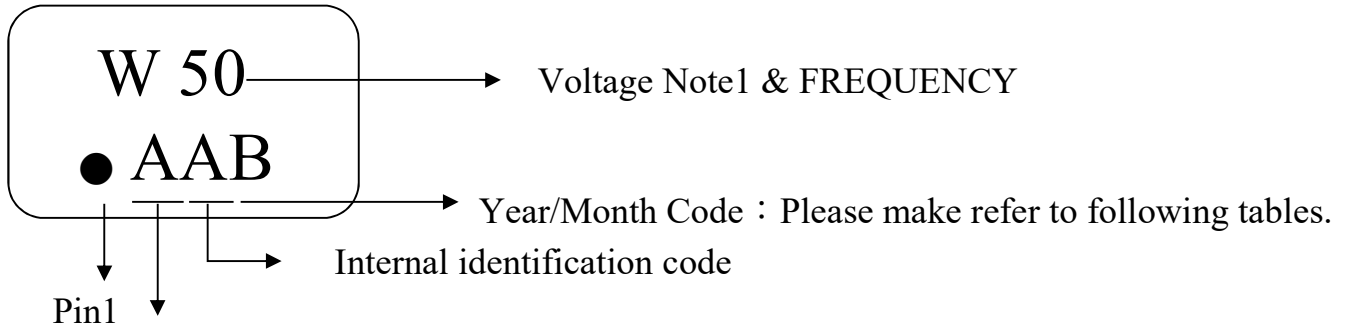 W 50
Voltage Note1 & FREQUENCY
● AAB
Year/Month Code：Please make refer to following tables.
Internal identification code
Pin1